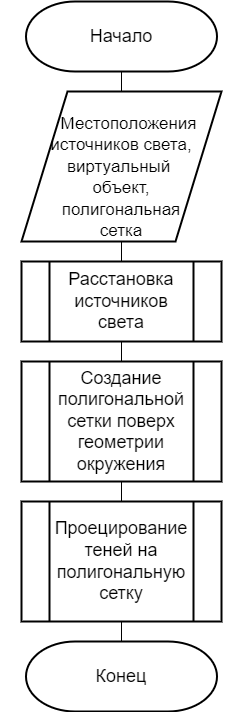 Начало
Местоположения
источников света,
виртуальный
объект,
полигональная
сетка
Расстановка
источников
света
Создание
полигональной
сетки поверх
геометрии
окружения
Проецирование
теней на
полигональную
сетку
Конец